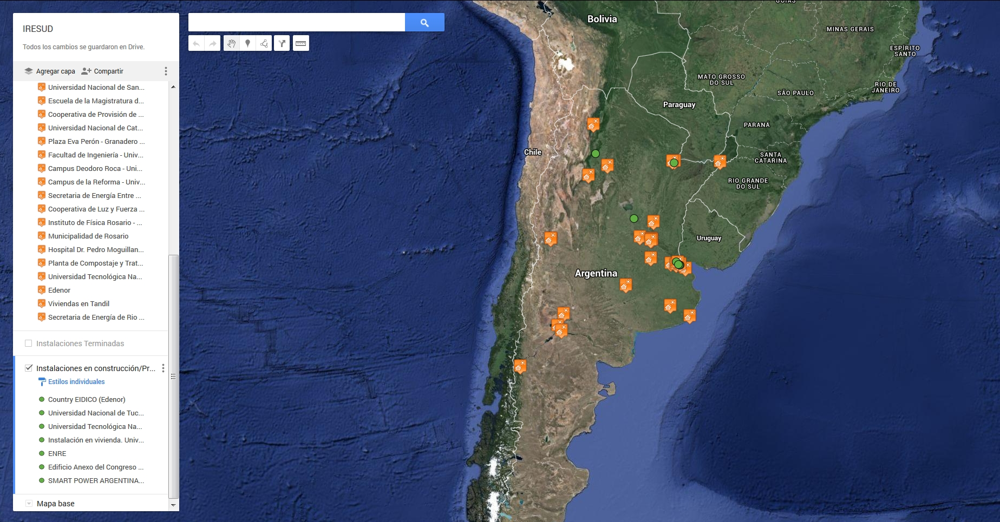 IRESUD
Todos los cambios se guardaron en Drive.
Agregar capa
Compartir
Universidad Nacional de San...
Escuela de la Magistratura d...
Cooperativa de Provisión de ...
Universidad Nacional de Cat...
Plaza Eva Perón - Granadero ...
Facultad de Ingeniería - Univ...
Campus Deodoro Roca - Uni...
Campus de la Reforma - Univ...
Secretaria de Energía Entre ...
Cooperativa de Luz y Fuerza ...
Instituto de Física Rosario - ...
Municipalidad de Rosario
Hospital Dr. Pedro Moguillan...
Planta de Compostaje y Trat...
Universidad Tecnológica Na...
Edenor
Viviendas en Tandil
Secretaria de Energía de Rio ...
Instalaciones Terminadas
Instalaciones en construcción/Pr...
Estilos individuales
Country EIDICO (Edenor)
Universidad Nacional de Tuc...
Universidad Tecnológica Na...
Instalación en vivienda. Univ...
ENRE
Edificio Anexo del Congreso ...
SMART POWER ARGENTINA...
Mapa base
GOIÁS
Bolivia
MINAS GERAIS
ESPÍRITO
SANTO
MATO GROSSO
DO SUL
RIO DE
JANEIRO
SÃO PAULO
Paraguay
PARANÁ
Chile
SANTA
CATARINA
RIO GRANDE
DO SUL
Uruguay
Argentina